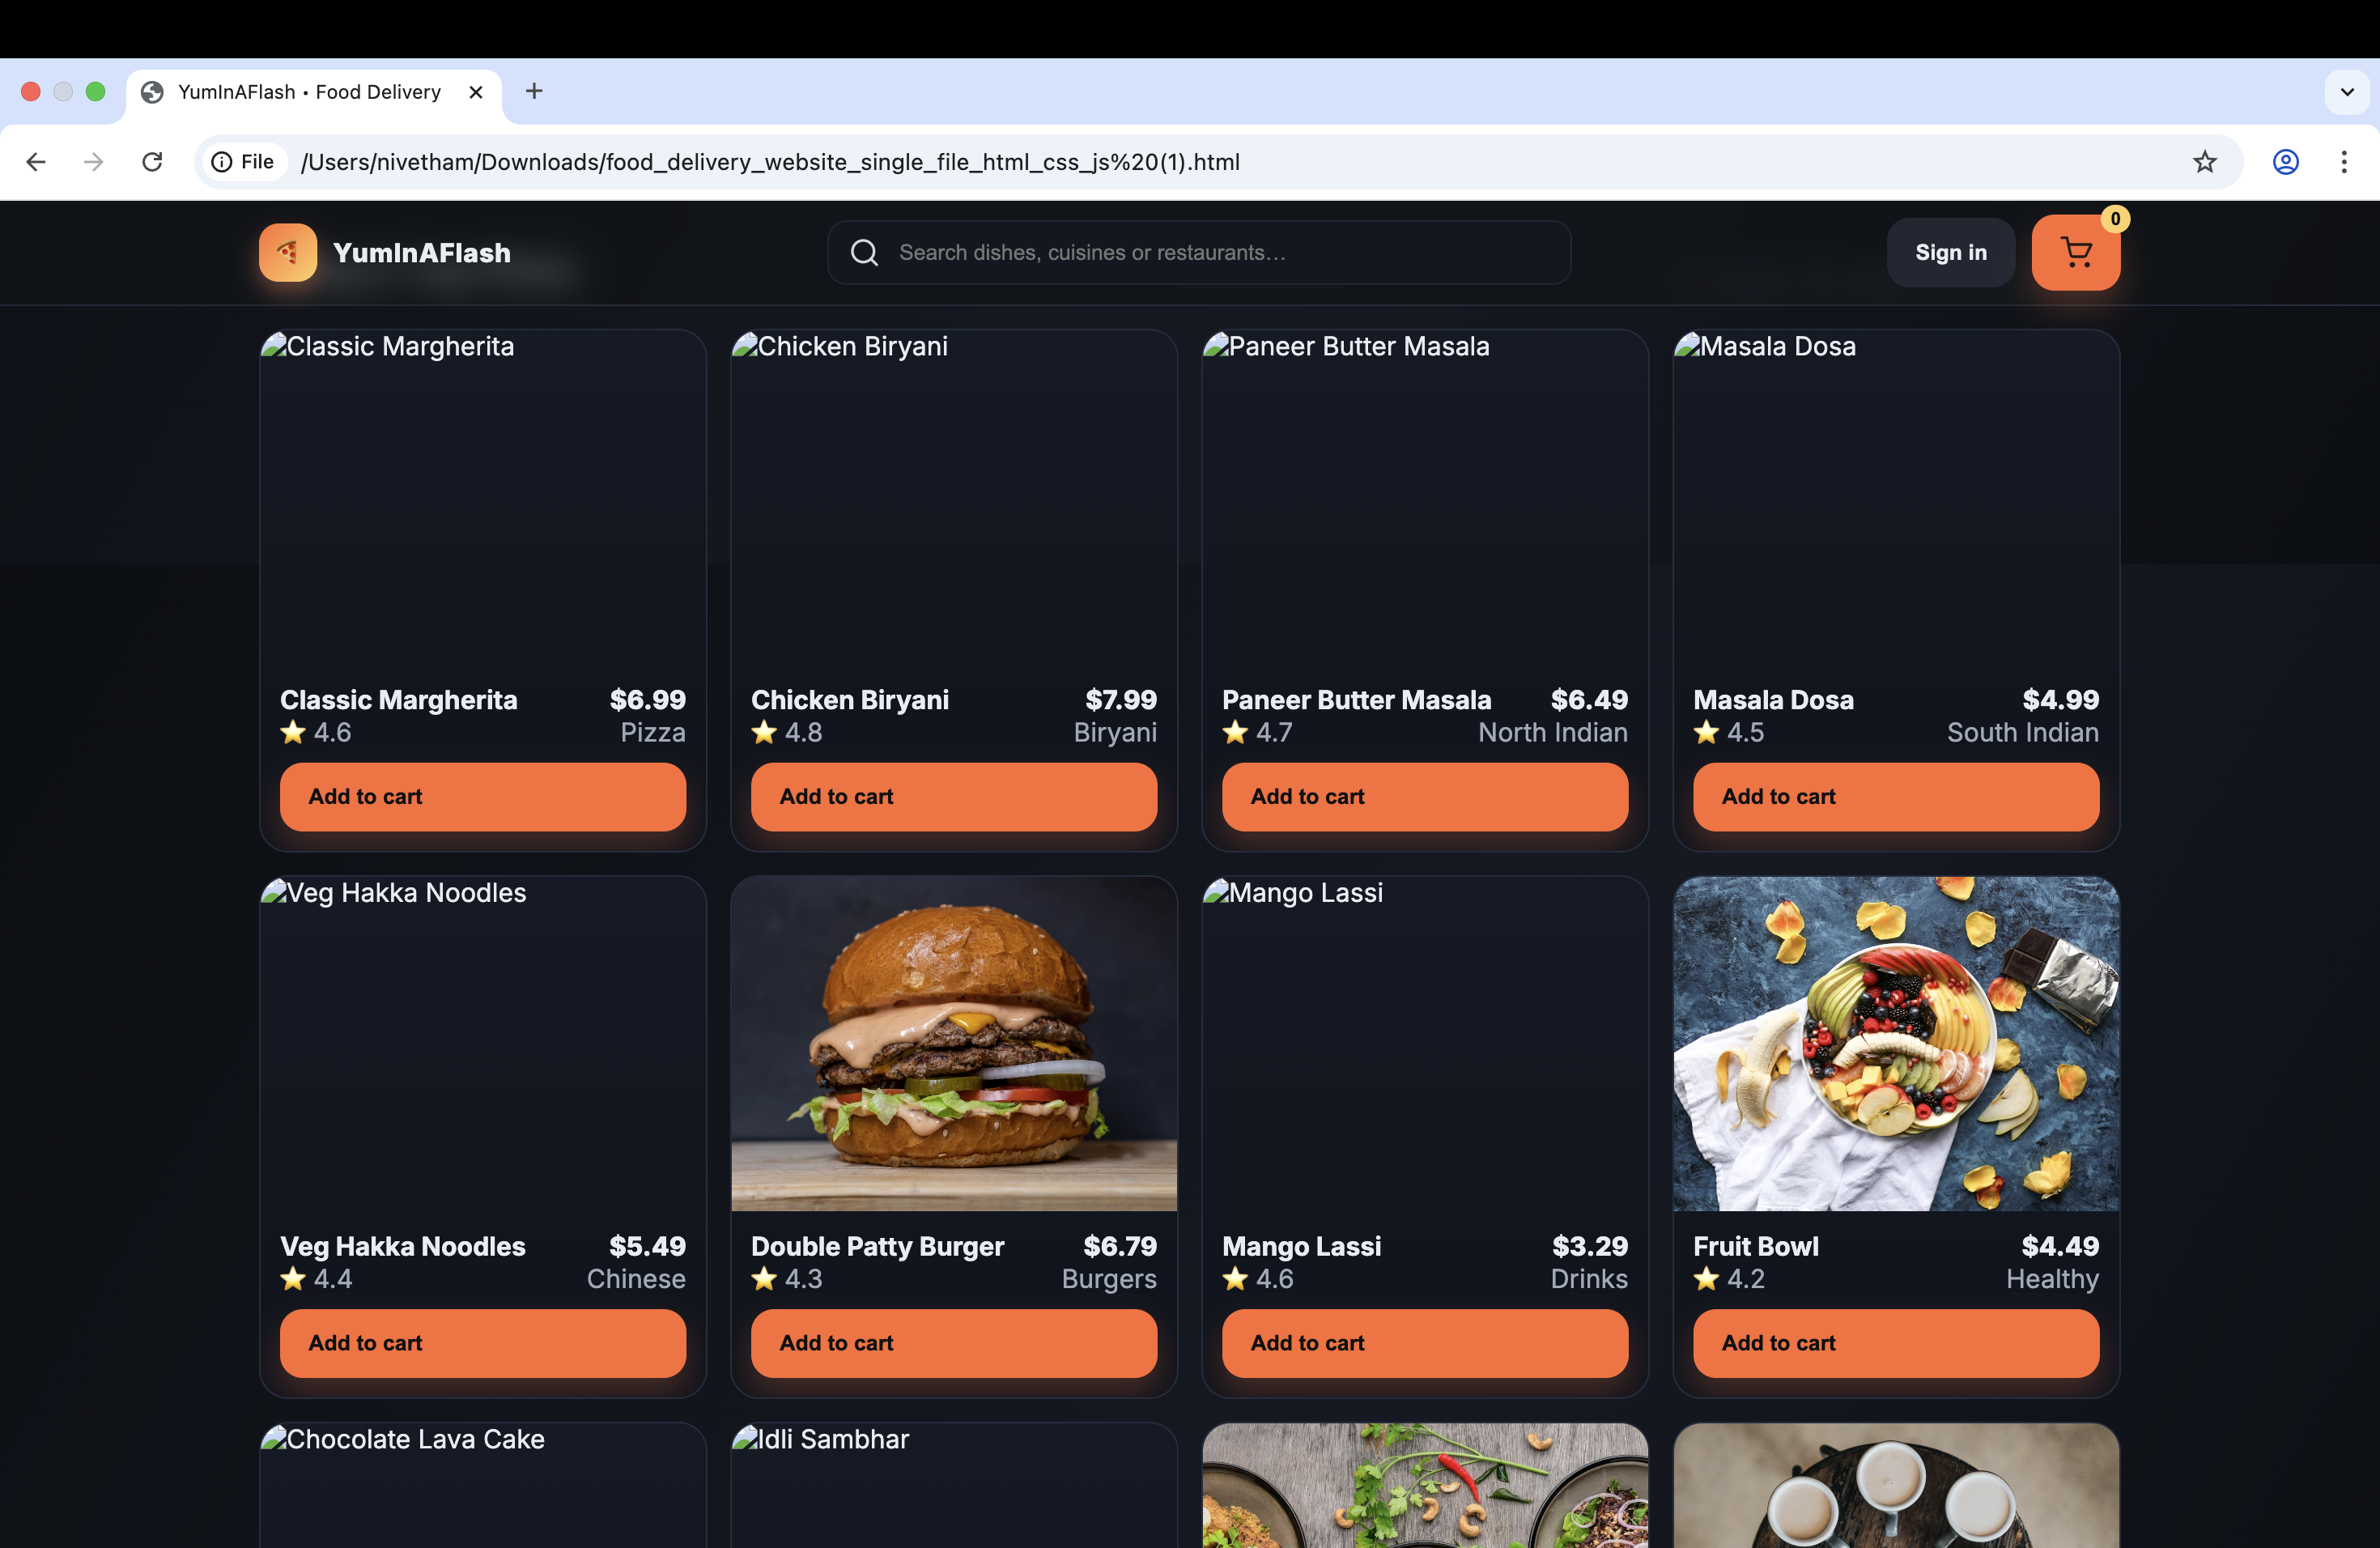 YumInAFlash • Food Delivery
File
/Users/nivetham/Downloads/food_delivery_website_single_file_html_css_js%20(1).html
YumInAFlash
Search dishes, cuisines or restaurants…
Sign in
0
Classic Margherita
Chicken Biryani
Paneer Butter Masala
Masala Dosa
Classic Margherita $6.99
4.6 Pizza
Add to cart
Chicken Biryani $7.99
4.8 Biryani
Add to cart
Paneer Butter Masala $6.49
4.7 North Indian
Add to cart
Masala Dosa $4.99
4.5 South Indian
Add to cart
Veg Hakka Noodles
Mango Lassi
Veg Hakka Noodles $5.49
4.4 Chinese
Add to cart
Double Patty Burger $6.79
4.3 Burgers
Add to cart
Mango Lassi $3.29
4.6 Drinks
Add to cart
Fruit Bowl $4.49
4.2 Healthy
Add to cart
Chocolate Lava Cake
Idli Sambhar